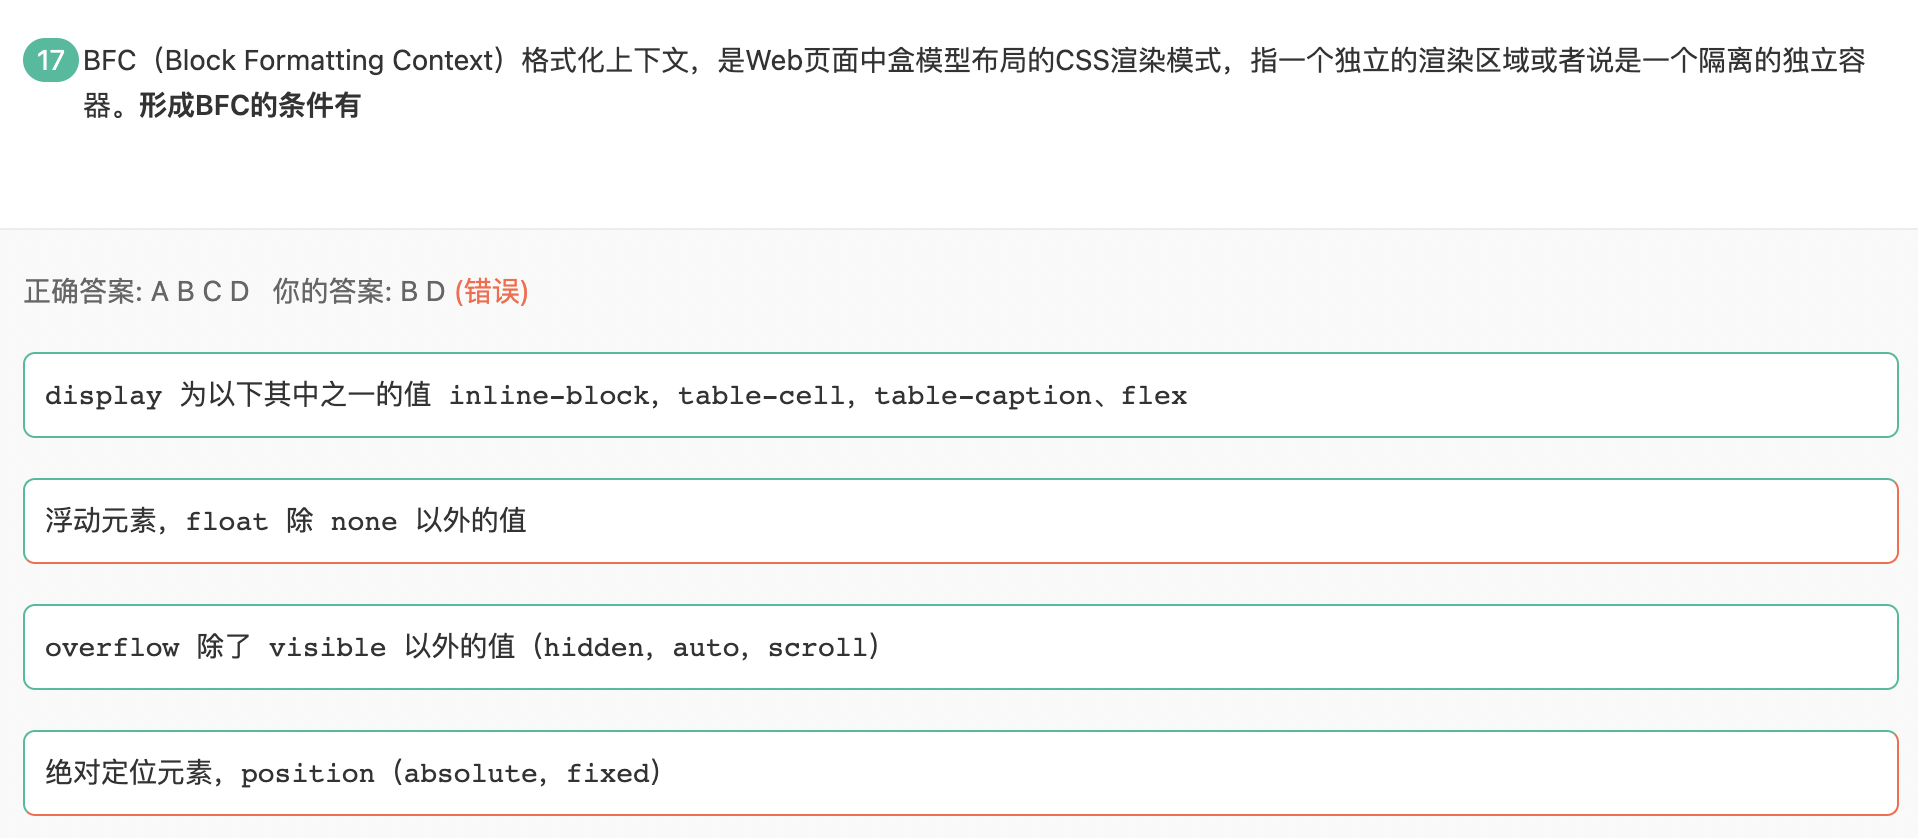 17 BFC（Block Formatting Context）格式化上下文，是Web页面中盒模型布局的CSS渲染模式，指一个独立的渲染区域或者说是一个隔离的独立容
器。形成BFC的条件有
正确答案: A B C D 你的答案: B D (错误)
display 为以下其中之一的值 inline-block，table-cell，table-caption、flex
浮动元素，float 除 none 以外的值
overflow 除了 visible 以外的值（hidden，auto，scroll）
绝对定位元素，position（absolute，fixed）